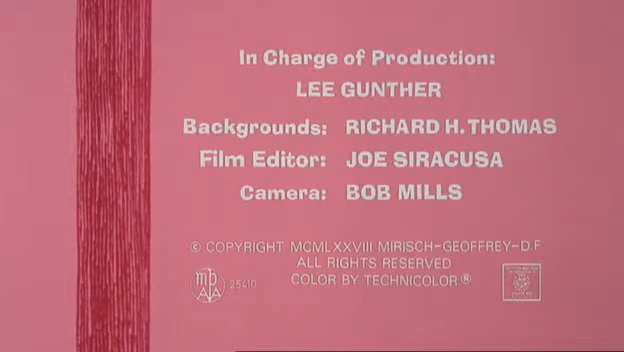 In Charge of Production:
LEE GUNTHER
Backgrounds: RICHARD H. THOMAS
Film Editor: JOE SIRACUSA
Camera: BOB MILLS
© COPYRIGHT MCMLXXVIII MIRISCH-GEOFFREY-D.F
ALL RIGHTS RESERVED
COLOR BY TECHNICOLOR®
25410